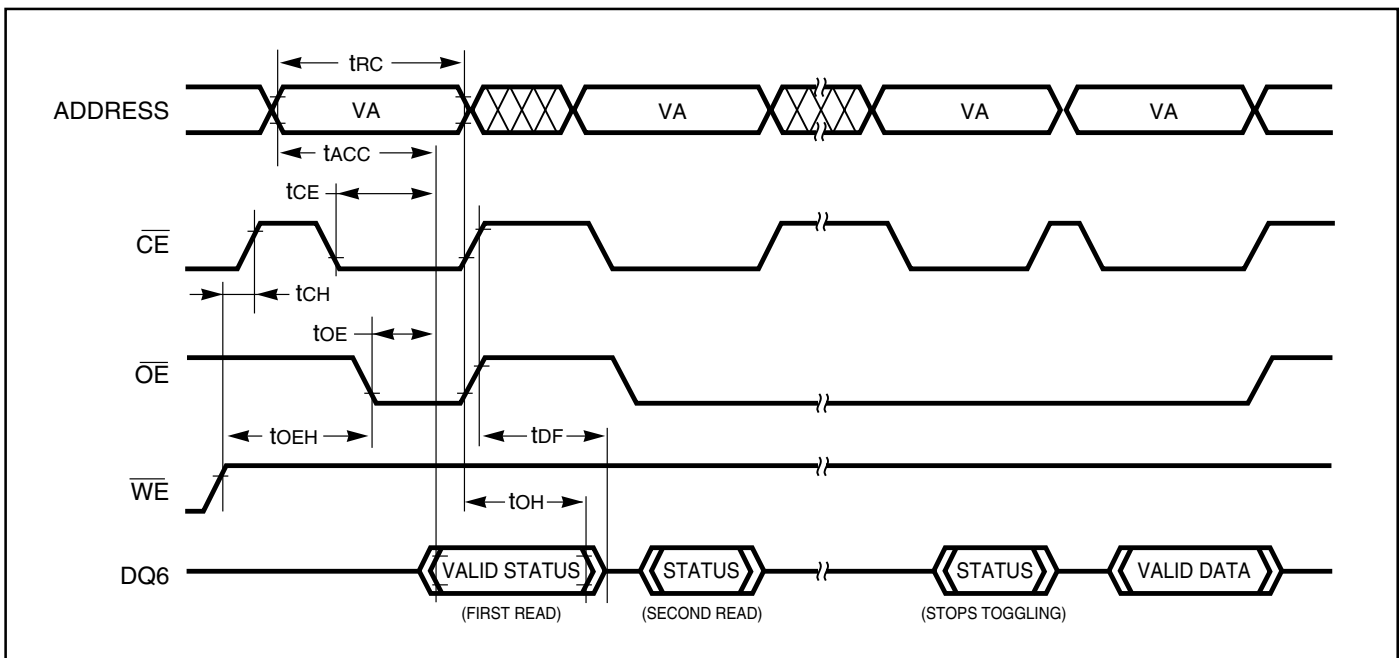 tRC
ADDRESS VA VA VA VA
tACC
tCE
CE
tCH
tOE
OE
tOEH tDF
WE
tOH
DQ6 VALID STATUS STATUS STATUS VALID DATA
(FIRST READ) (SECOND READ) (STOPS TOGGLING)